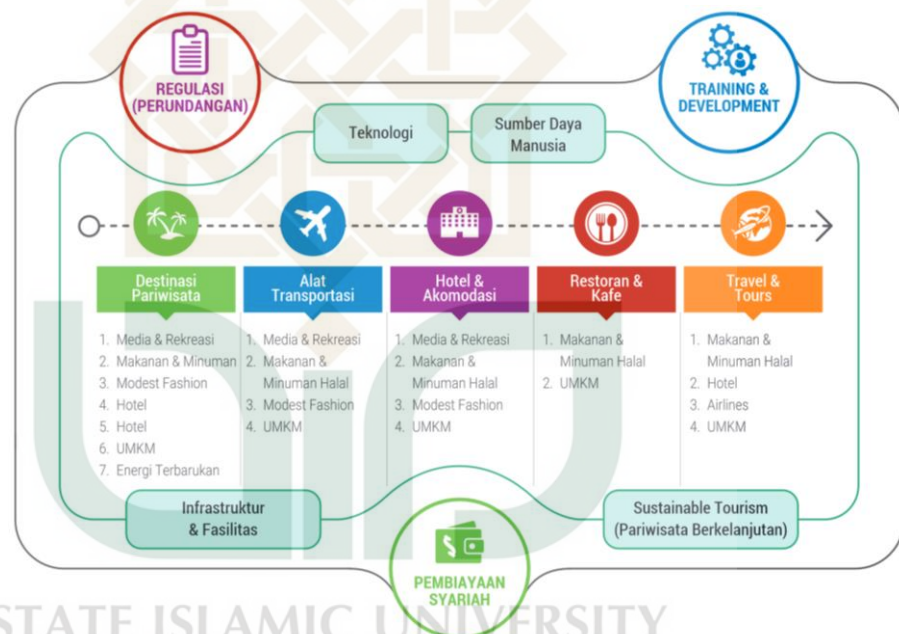 REGULASI
(PERUNDANGAN)
TRAINING &
DEVELOPMENT
Teknologi
Sumber Daya
Manusia
Destinasi
Pariwisata
1. Media & Rekreasi
2. Makanan & Minuman
3. Modest Fashion
4. Hotel
5. Hotel
6. UMKM
7. Energi Terbarukan
Alat
Transportasi
1. Media & Rekreasi
2. Makanan &
Minuman Halal
3. Modest Fashion
4. UMKM
Hotel &
Akomodasi
1. Media & Rekreasi
2. Makanan &
Minuman Halal
3. Modest Fashion
4. UMKM
Restoran &
Kafe
1. Makanan &
Minuman Halal
2. UMKM
Travel &
Tours
1. Makanan &
Minuman Halal
2. Hotel
3. Airlines
4. UMKM
Infrastruktur
& Fasilitas
Sustainable Tourism
(Pariwisata Berkelanjutan)
$
PEMBIAYAAN
SYARIAH
STATE ISLAMIC UNIVERSITY